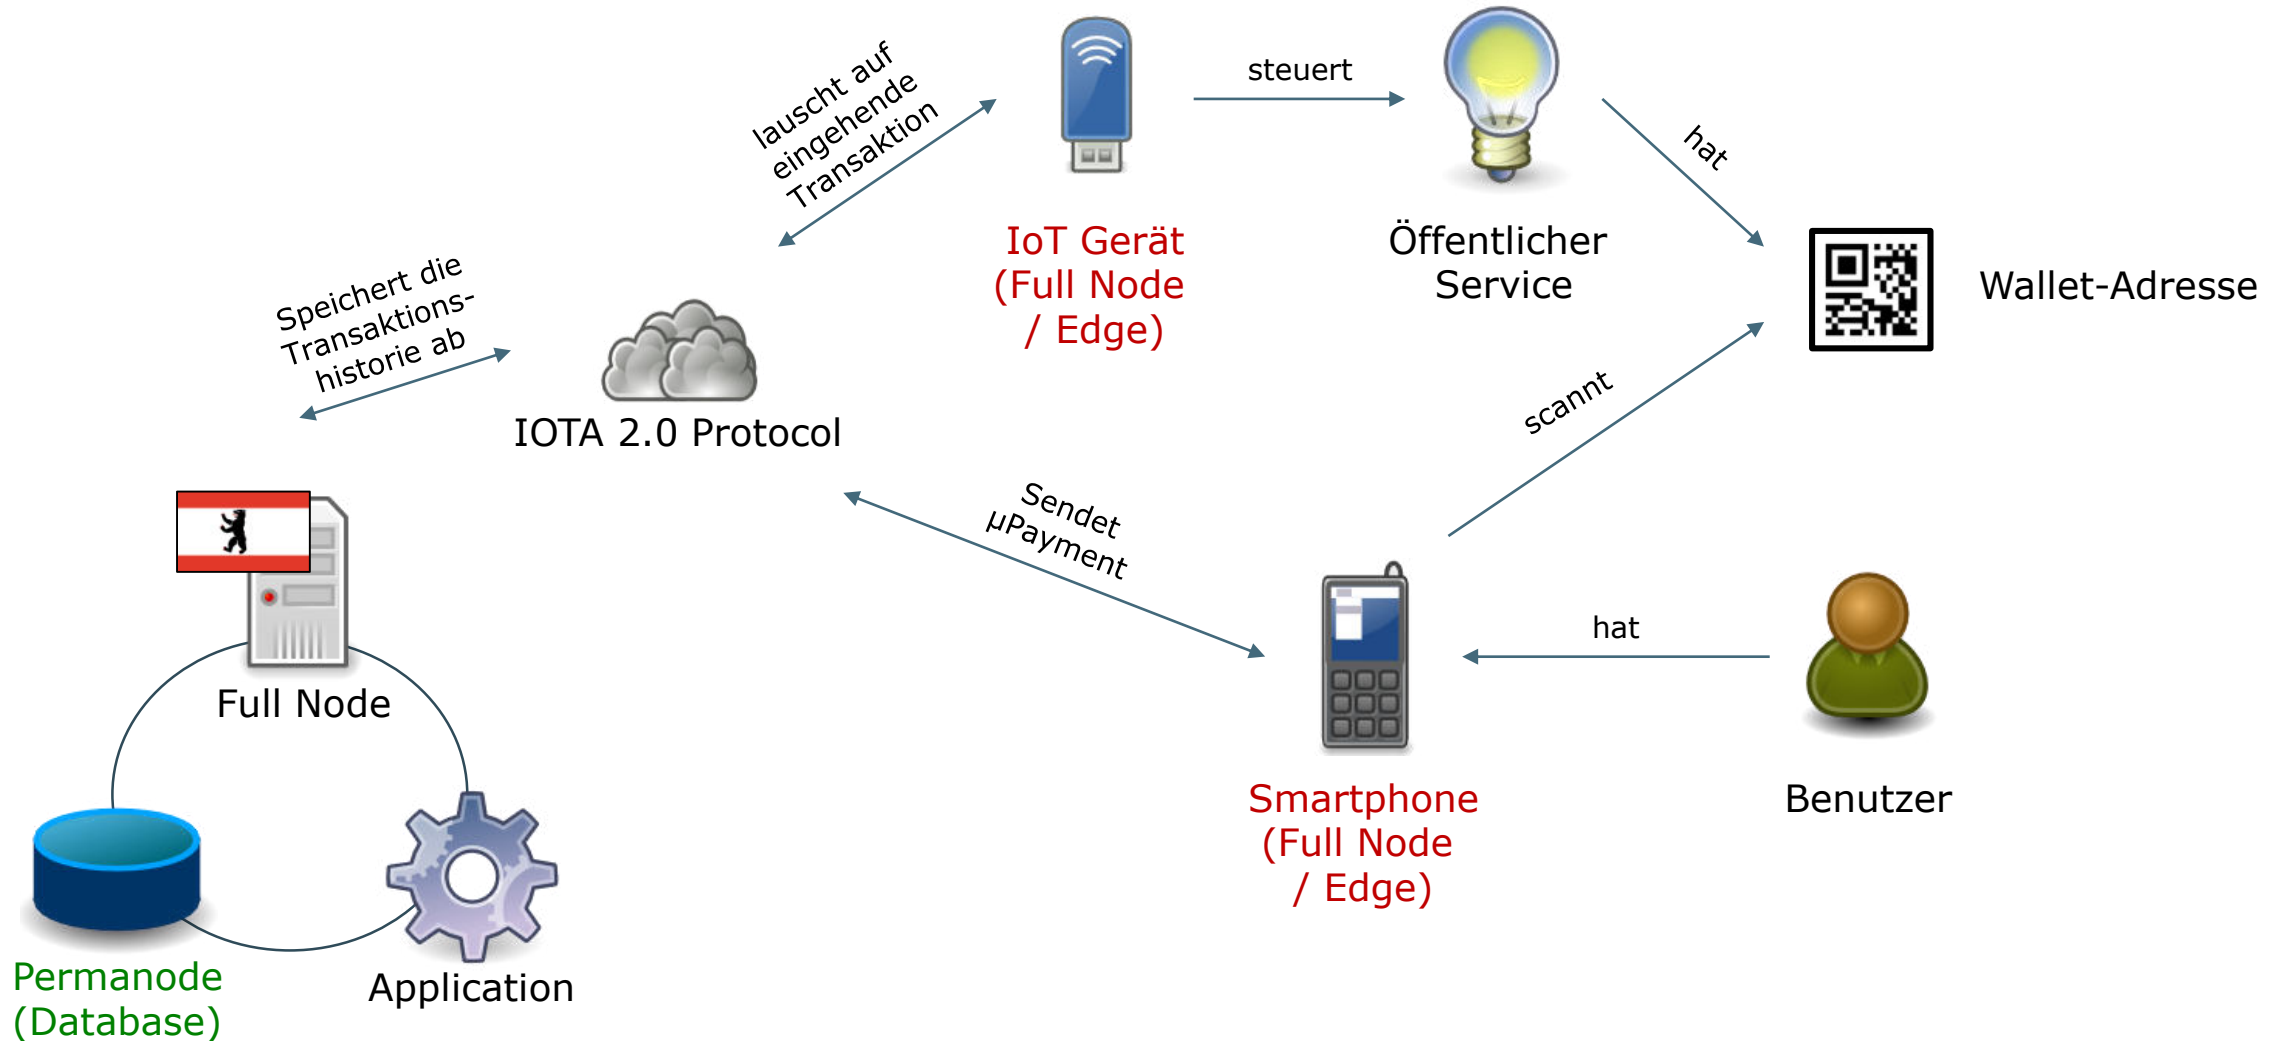 lauscht auf
eingehende
Transaktion
steuert
hat
IoT Gerät
(Full Node
/ Edge)
Öffentlicher
Service
Wallet-Adresse
Speichert die
Transaktions-
historie ab
IOTA 2.0 Protocol
scannt
Sendet
µPayment
hat
Full Node
Smartphone
(Full Node
/ Edge)
Benutzer
Permanode
(Database)
Application